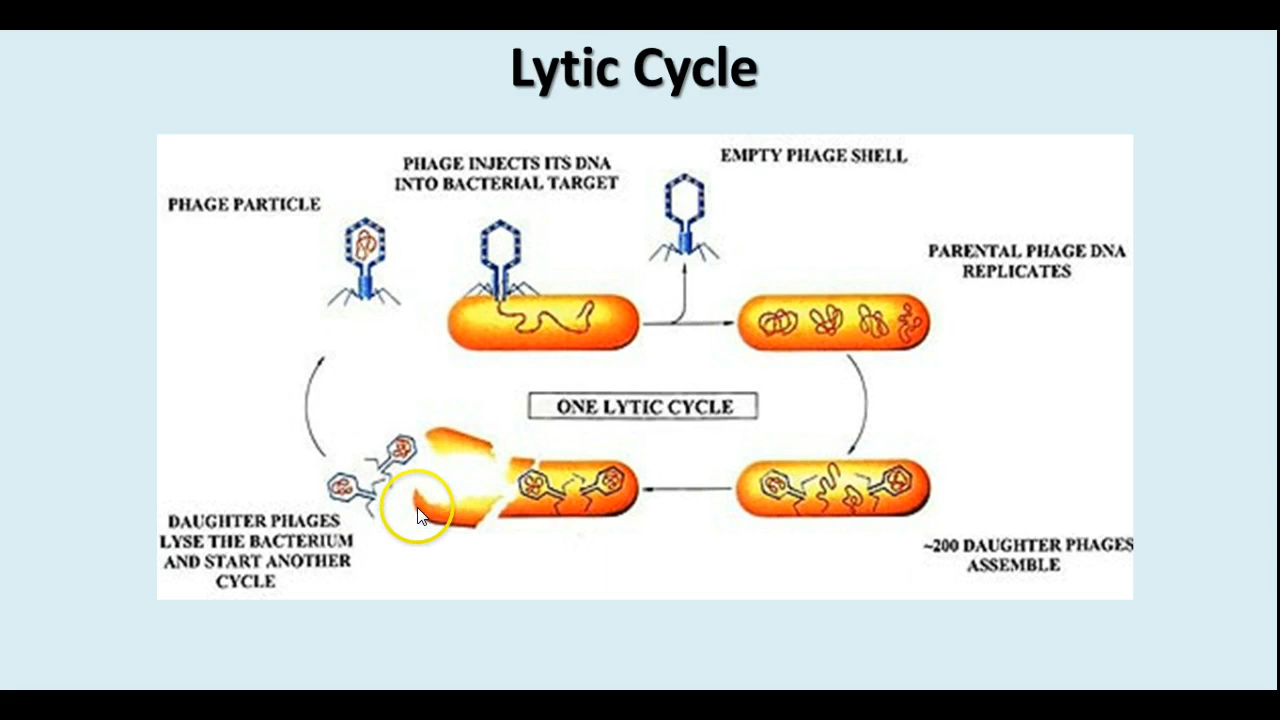 Lytic Cycle
PHAGE PARTICLE
PHAGE INJECTS ITS DNA
INTO BACTERIAL TARGET
EMPTY PHAGE SHELL
PARENTAL PHAGE DNA
REPLICATES
ONE LYTIC CYCLE
~200 DAUGHTER PHAGES
ASSEMBLE
DAUGHTER PHAGES
LYSE THE BACTERIUM
AND START ANOTHER
CYCLE